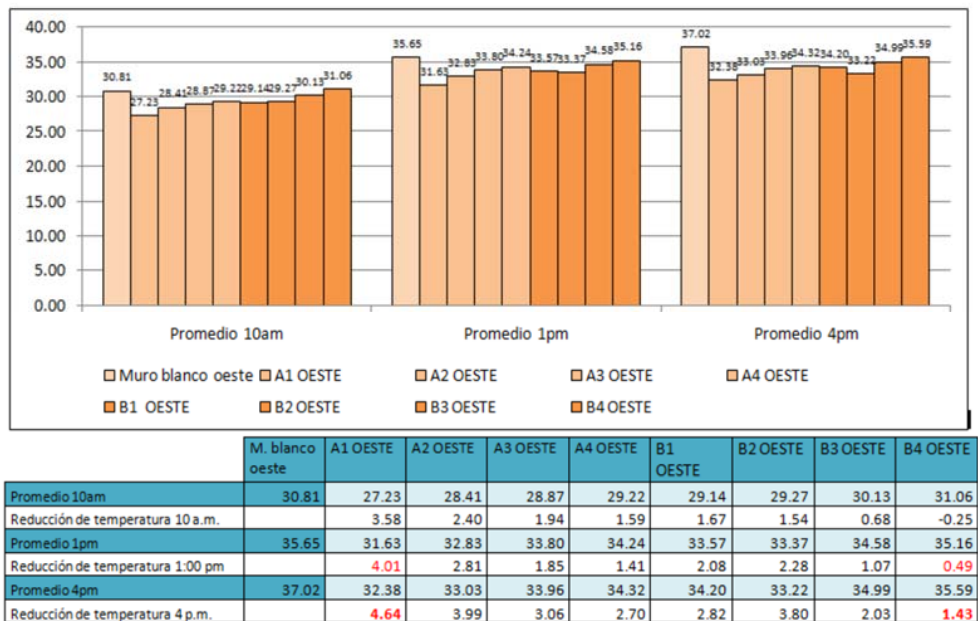 40.00
35.00
30.00
25.00
20.00
15.00
10.00
5.00
0.00
30.81 27.23 28.41 28.87 29.22 29.14 29.27 30.13 31.06
35.65 31.63 32.83 33.80 34.24 33.57 33.37 34.58 35.16
37.02 32.38 33.03 33.96 34.32 34.20 33.22 34.99 35.59
Promedio 10am Promedio 1pm Promedio 4pm
Muro blanco oeste A1 OESTE A2 OESTE A3 OESTE A4 OESTE
B1 OESTE B2 OESTE B3 OESTE B4 OESTE
M. blanco oeste A1 OESTE A2 OESTE A3 OESTE A4 OESTE B1 OESTE B2 OESTE B3 OESTE B4 OESTE
Promedio 10am 30.81 27.23 28.41 28.87 29.22 29.14 29.27 30.13 31.06
Reducción de temperatura 10 a.m. 3.58 2.40 1.94 1.59 1.67 1.54 0.68 -0.25
Promedio 1pm 35.65 31.63 32.83 33.80 34.24 33.57 33.37 34.58 35.16
Reducción de temperatura 1:00 pm 4.01 2.81 1.85 1.41 2.08 2.28 1.07 0.49
Promedio 4pm 37.02 32.38 33.03 33.96 34.32 34.20 33.22 34.99 35.59
Reducción de temperatura 4 p.m. 4.64 3.99 3.06 2.70 2.82 3.80 2.03 1.43